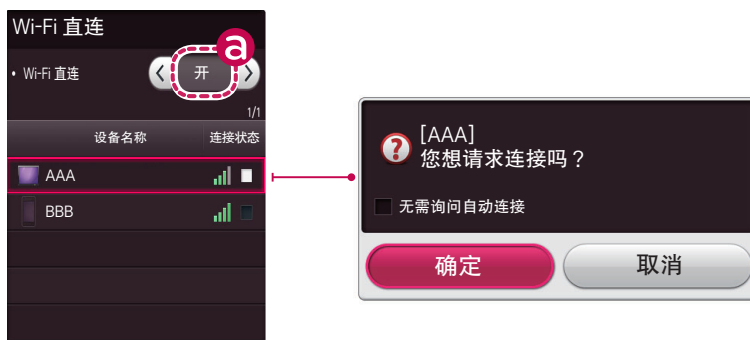 Wi-Fi 直连
a
• Wi-Fi 直连 开
1/1
设备名称 连接状态
AAA
BBB
[AAA]
您想请求连接吗？
无需询问自动连接
确定 取消